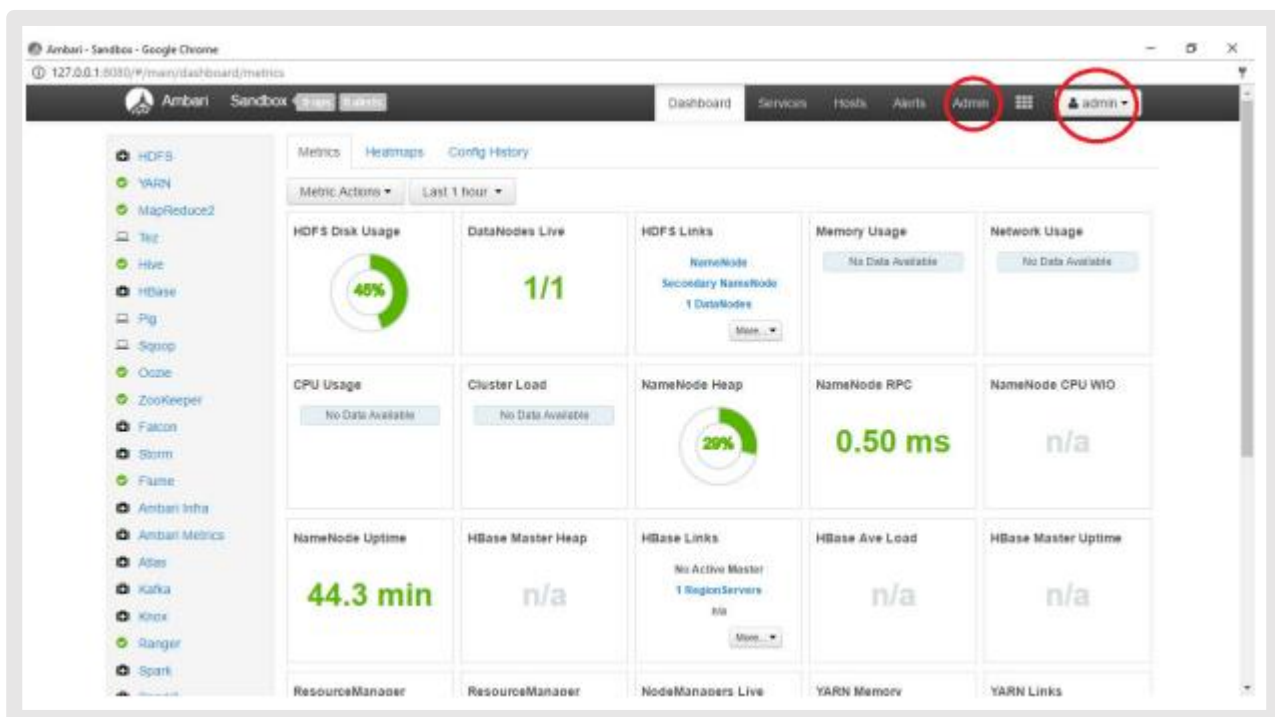 Ambari - Sandbox - Google Chrome
127.0.0.1:8080/#/main/dashboard/metrics
Ambari Sandbox 0 ops 0 alerts Dashboard Services Hosts Alerts Admin admin
HDFS
YARN
MapReduce2
Tez
Hive
HBase
Pig
Sqoop
Oozie
ZooKeeper
Falcon
Storm
Flume
Ambari Infra
Ambari Metrics
Atlas
Kafka
Knox
Ranger
Spark
Metrics Heatmaps Config History
Metric Actions Last 1 hour
HDFS Disk Usage
45%
DataNodes Live
1/1
HDFS Links
NameNode
Secondary NameNode
1 DataNodes
More...
Memory Usage
No Data Available
Network Usage
No Data Available
CPU Usage
No Data Available
Cluster Load
No Data Available
NameNode Heap
29%
NameNode RPC
0.50 ms
NameNode CPU WIO
n/a
NameNode Uptime
44.3 min
HBase Master Heap
n/a
HBase Links
No Active Master
1 RegionServers
n/a
More...
HBase Ave Load
n/a
HBase Master Uptime
n/a
ResourceManager
ResourceManager
NodeManagers Live
YARN Memory
YARN Links